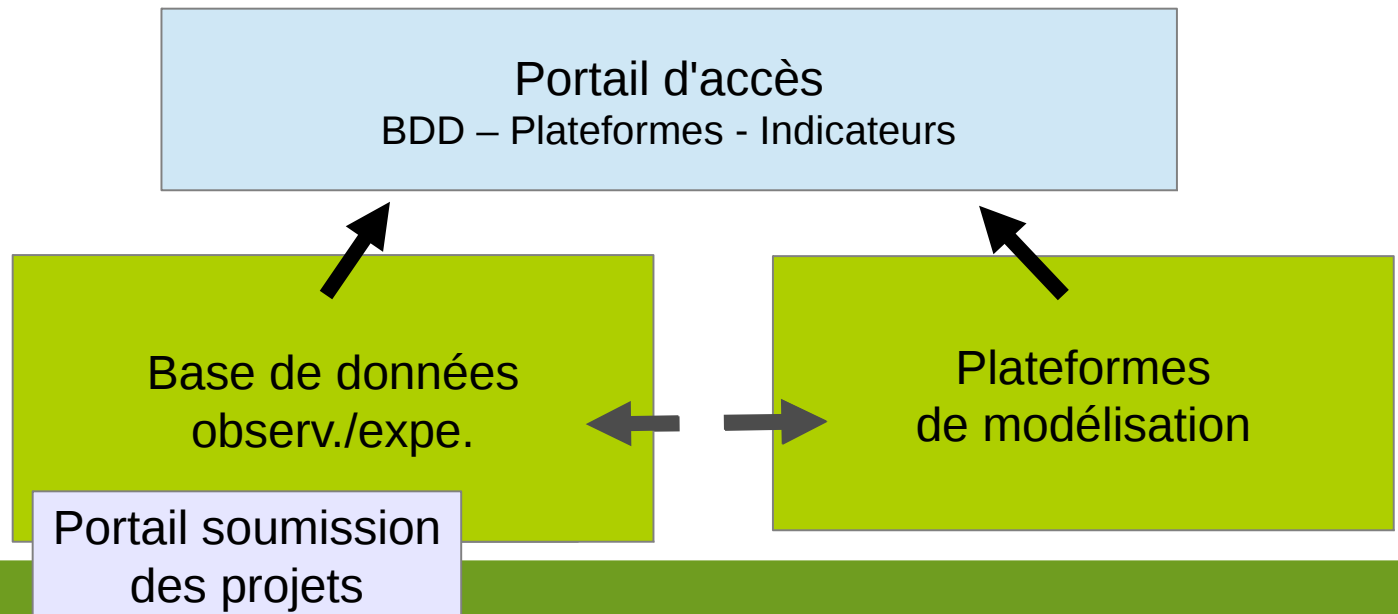 Portail d'accès
BDD – Plateformes - Indicateurs
Base de données
observ./expe.
Plateformes
de modélisation
Portail soumission
des projets